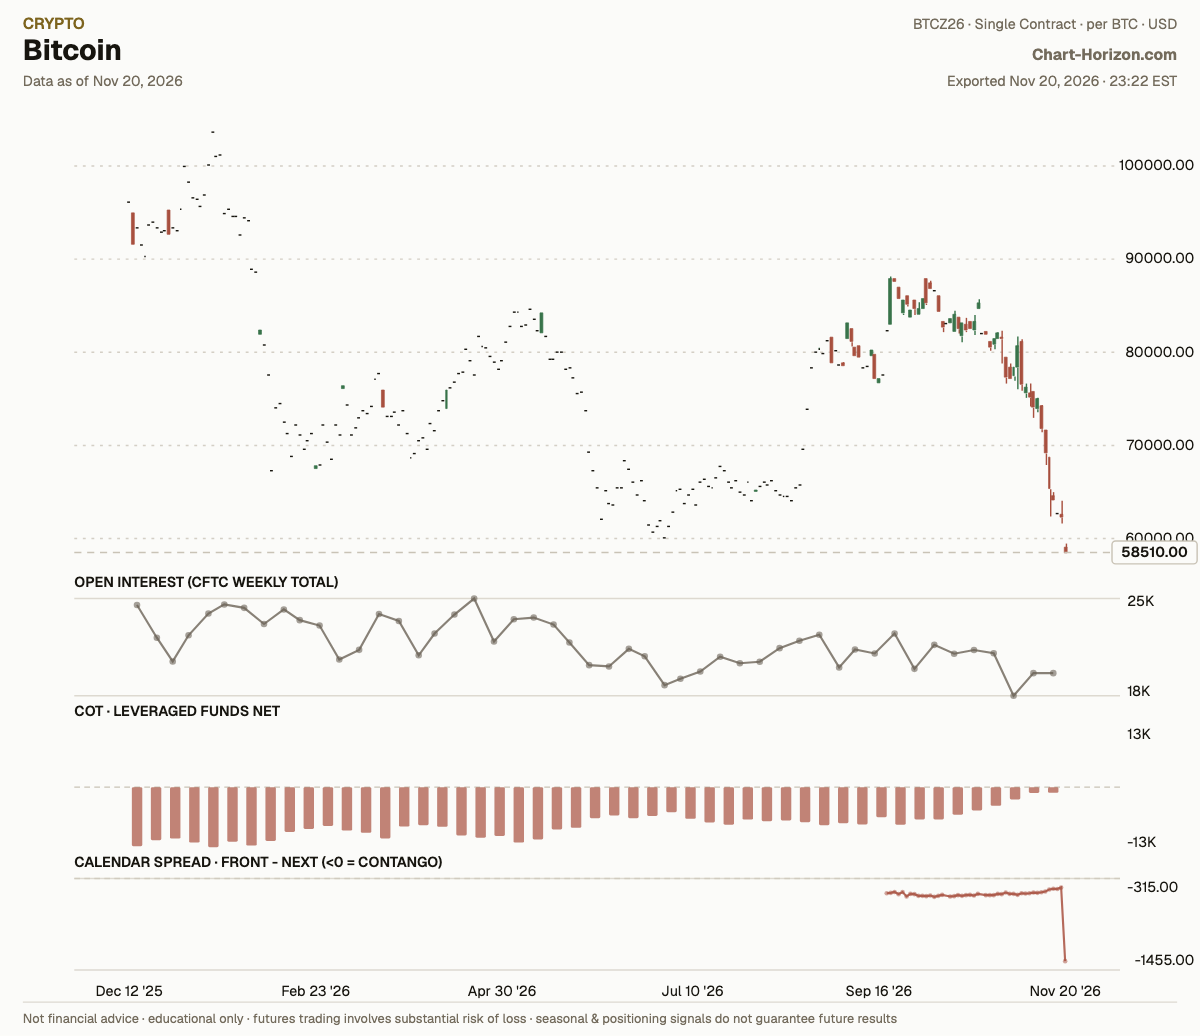 CRYPTO
Bitcoin
Data as of Nov 20, 2026
BTCZ26 · Single Contract · per BTC · USD
Chart-Horizon.com
Exported Nov 20, 2026 · 23:22 EST
100000.00
90000.00
80000.00
70000.00
60000.00
58510.00
OPEN INTEREST (CFTC WEEKLY TOTAL)
25K
18K
COT · LEVERAGED FUNDS NET
13K
-13K
CALENDAR SPREAD · FRONT - NEXT (<0 = CONTANGO)
-315.00
-1455.00
Dec 12 '25
Feb 23 '26
Apr 30 '26
Jul 10 '26
Sep 16 '26
Nov 20 '26
Not financial advice · educational only · futures trading involves substantial risk of loss · seasonal & positioning signals do not guarantee future results